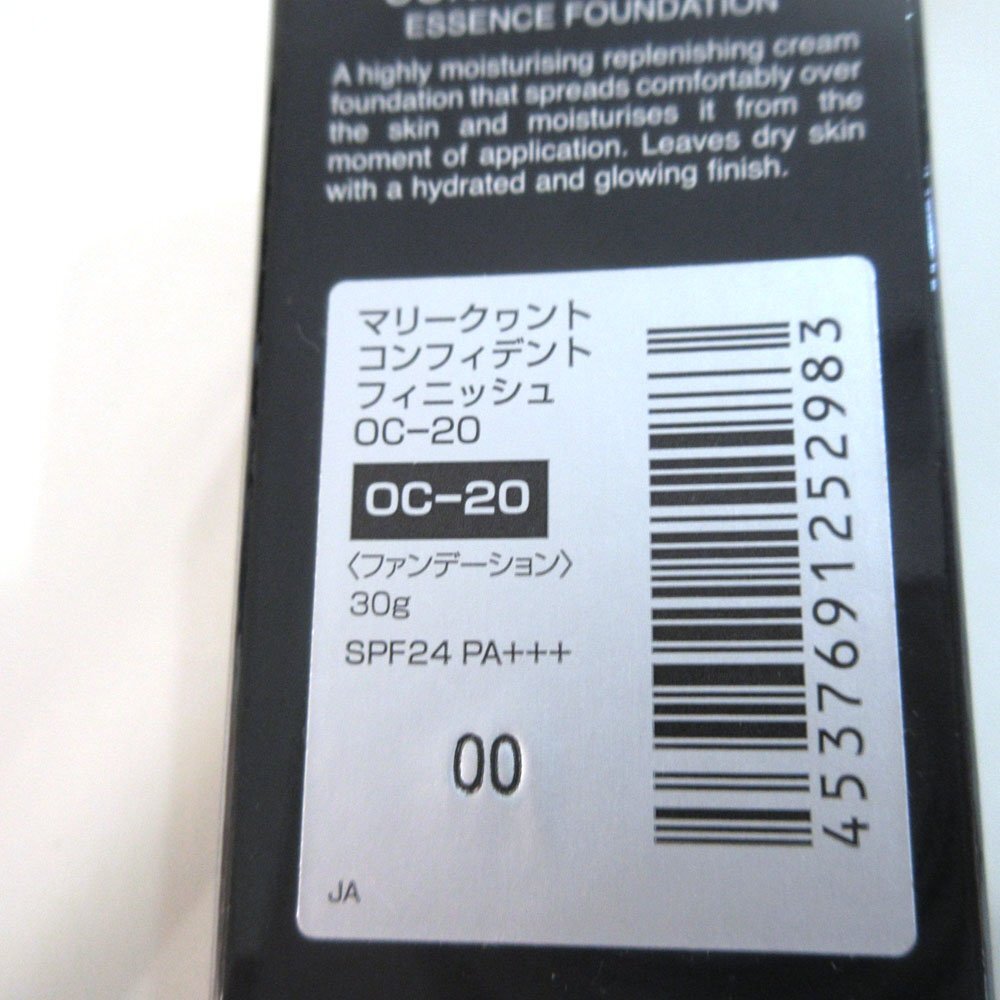 ESSENCE FOUNDATION
A highly moisturising replenishing cream
foundation that spreads comfortably over
the skin and moisturises it from the
moment of application. Leaves dry skin
with a hydrated and glowing finish.
マリークヮント
コンフィデント
フィニッシュ
OC-20
OC-20
〈ファンデーション〉
30g
SPF24 PA+++
00
JA
4537691252983